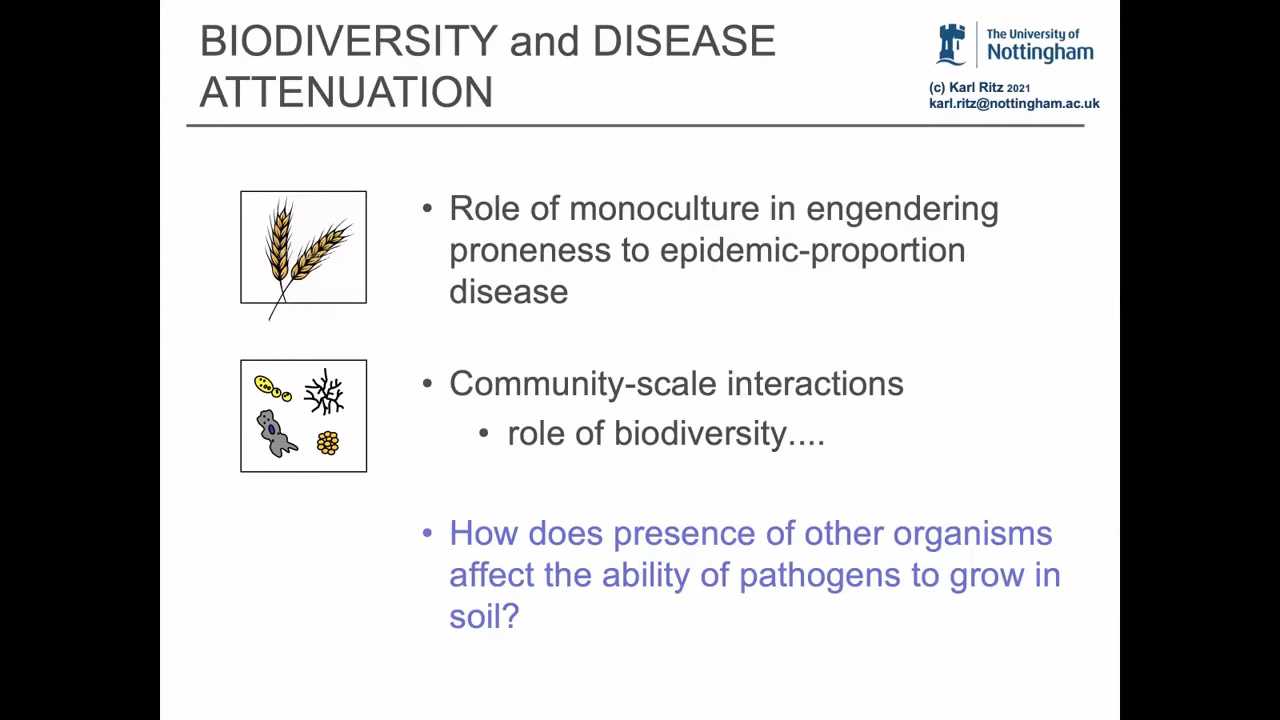 BIODIVERSITY and DISEASE
ATTENUATION
The University of
Nottingham
(c) Karl Ritz 2021
karl.ritz@nottingham.ac.uk
• Role of monoculture in engendering
proneness to epidemic-proportion
disease
• Community-scale interactions
• role of biodiversity....
• How does presence of other organisms
affect the ability of pathogens to grow in
soil?